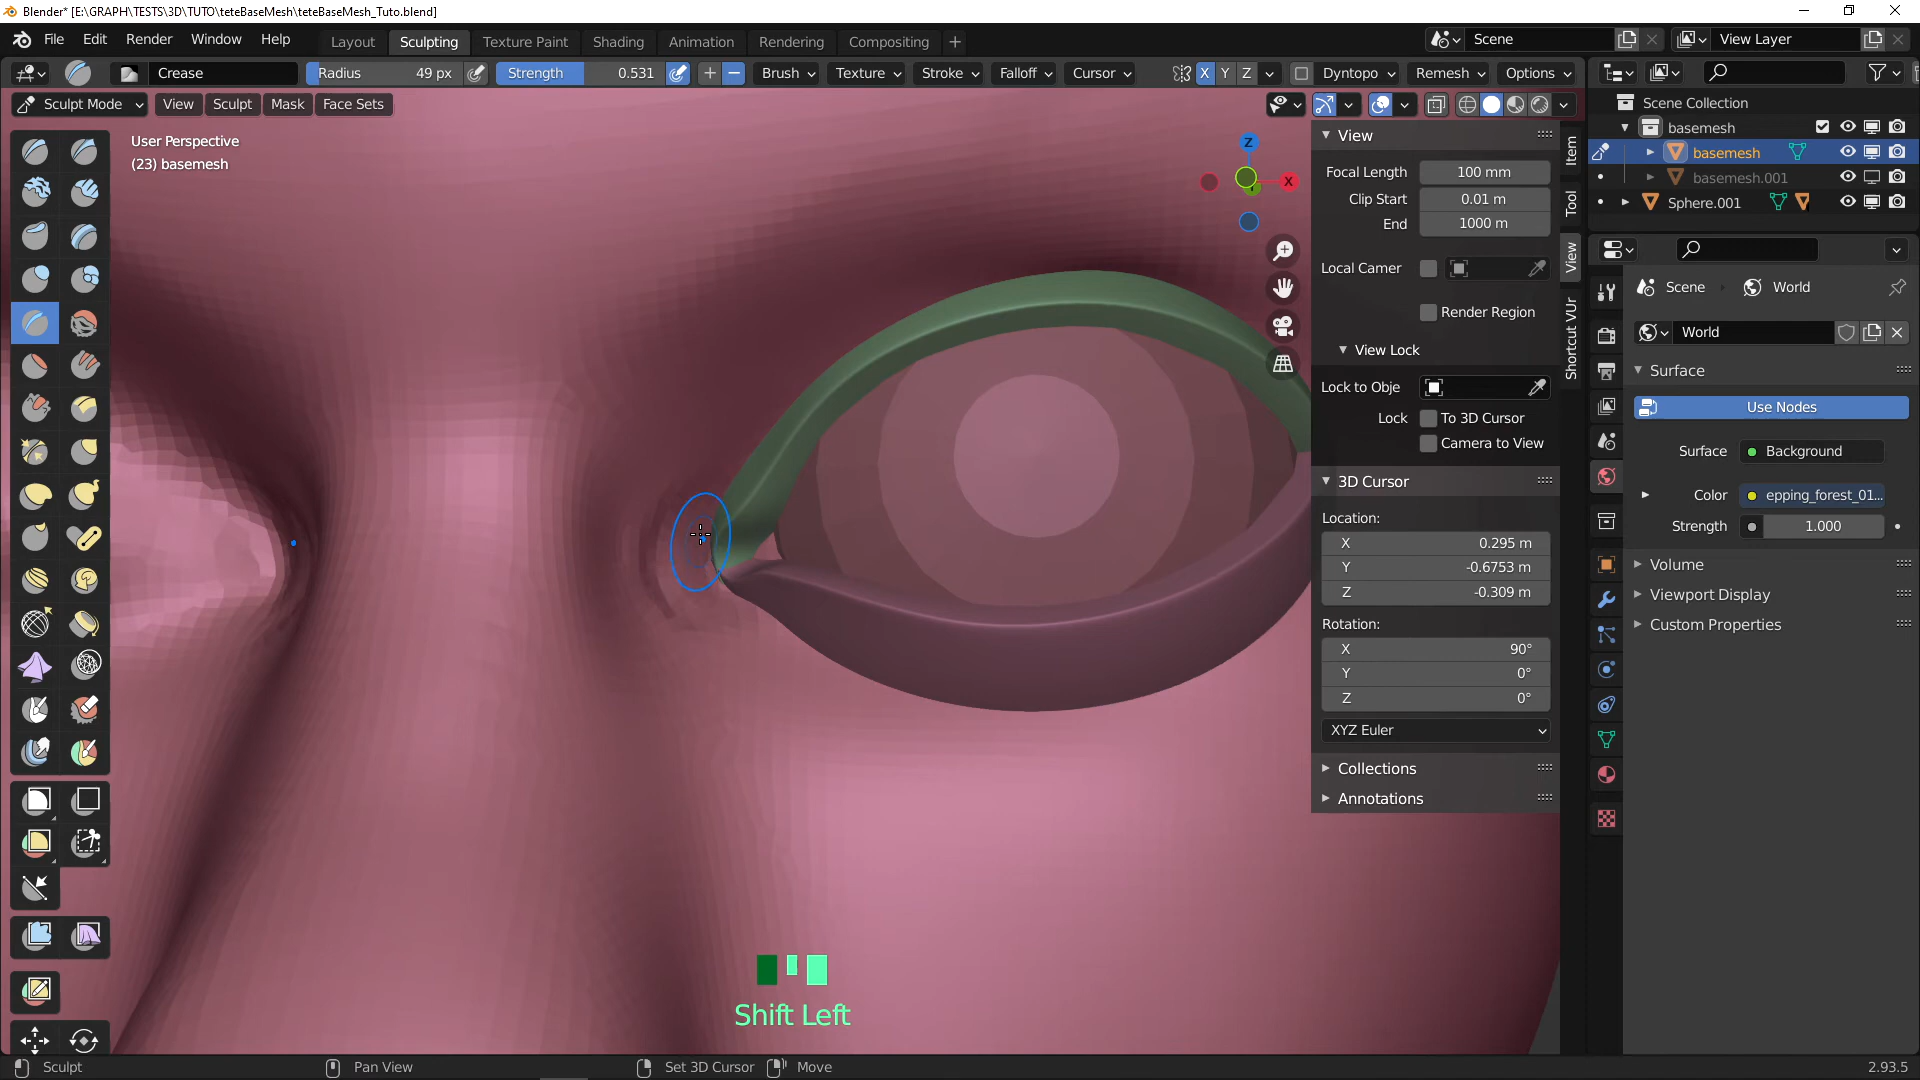 Blender* [E:\GRAPH\TESTS\3D\TUTO\teteBaseMesh\teteBaseMesh_Tuto.blend]
File Edit Render Window Help Layout Sculpting Texture Paint Shading Animation Rendering Compositing + Scene View Layer
Crease Radius 49 px Strength 0.531 Brush Texture Stroke Falloff Cursor X Y Z Dyntopo Remesh Options
Sculpt Mode View Sculpt Mask Face Sets
User Perspective
(23) basemesh
Z
X
View
Focal Length 100 mm
Clip Start 0.01 m
End 1000 m
Local Camer
Render Region
View Lock
Lock to Obje
Lock To 3D Cursor
Camera to View
3D Cursor
Location:
X 0.295 m
Y -0.6753 m
Z -0.309 m
Rotation:
X 90°
Y 0°
Z 0°
XYZ Euler
Collections
Annotations
Item
Tool
View
Shortcut VUr
Scene Collection
basemesh
basemesh
basemesh.001
Sphere.001
Scene World
World
Surface
Use Nodes
Surface Background
Color epping_forest_01...
Strength 1.000
Volume
Viewport Display
Custom Properties
Shift Left
Sculpt Pan View Set 3D Cursor Move 2.93.5